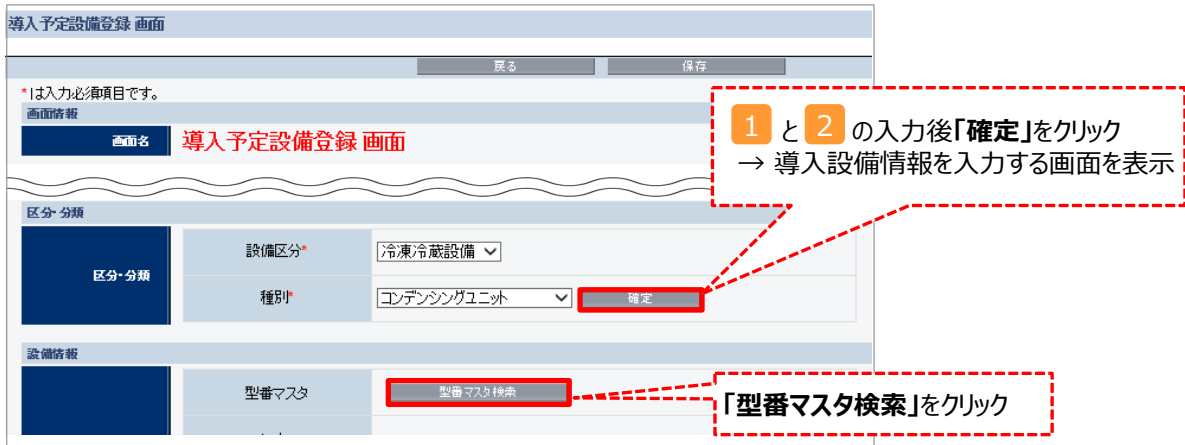 導入予定設備登録 画面
戻る 保存
*は入力必須項目です。
画面情報
画面名 導入予定設備登録 画面
1 と 2 の入力後「確定」をクリック
→ 導入設備情報を入力する画面を表示
区分・分類
区分・分類
設備区分* 冷凍冷蔵設備
種別* コンデンシングユニット 確定
設備情報
型番マスタ 型番マスタ検索
「型番マスタ検索」をクリック